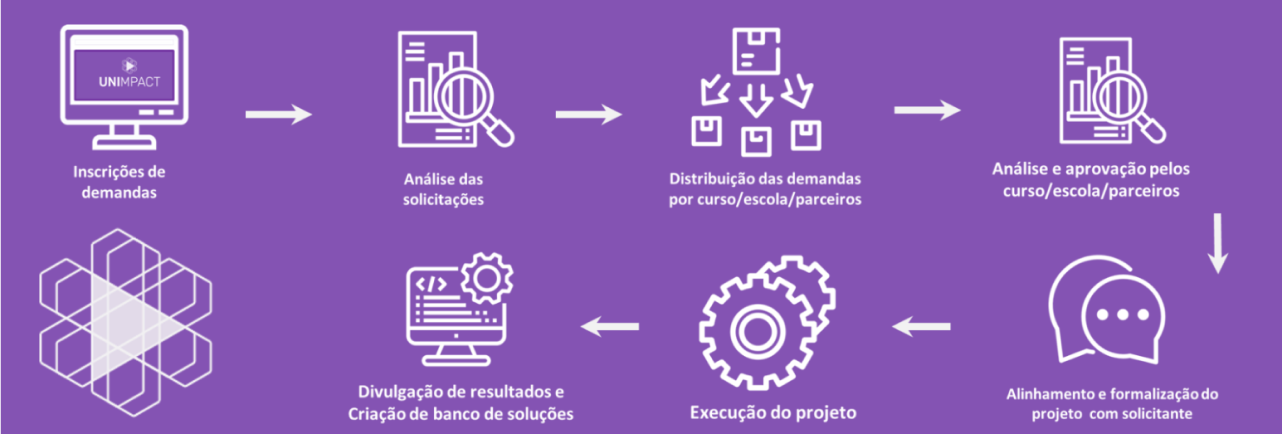 UNIMPACT
Inscrições de
demandas
Análise das
solicitações
Distribuição das demandas
por curso/escola/parceiros
Análise e aprovação pelos
curso/escola/parceiros
Alinhamento e formalização do
projeto com solicitante
Execução do projeto
</>
Divulgação de resultados e
Criação de banco de soluções